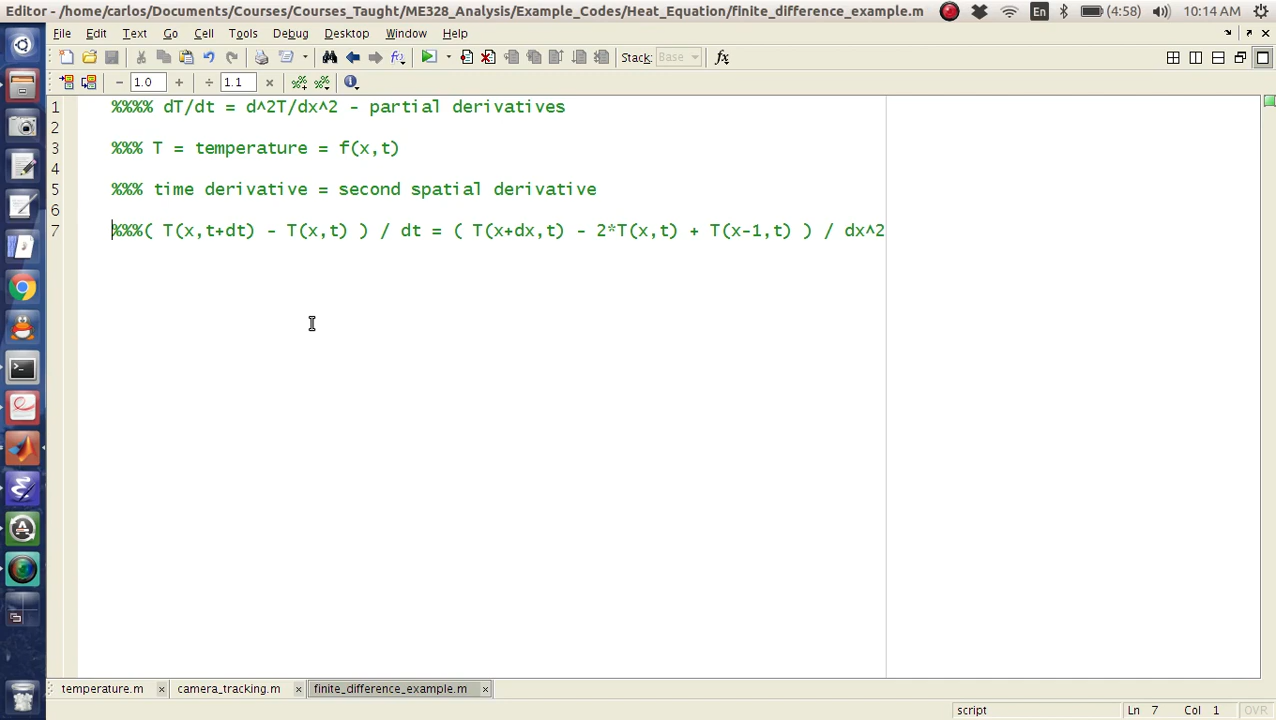 Editor - /home/carlos/Documents/Courses/Courses_Taught/ME323_Analysis/Example_Codes/Heat_Equation/finite_difference_example.m En (4:58) 10:14 AM
File Edit Text Go Cell Tools Debug Desktop Window Help
Stack: Base fx
− 1.0 + ÷ 1.1 ×
1 %%%% dT/dt = d^2T/dx^2 - partial derivatives
2
3 %%% T = temperature = f(x,t)
4
5 %%% time derivative = second spatial derivative
6
7 %%%( T(x,t+dt) - T(x,t) ) / dt = ( T(x+dx,t) - 2*T(x,t) + T(x-1,t) ) / dx^2
temperature.m × camera_tracking.m × finite_difference_example.m ×
script Ln 7 Col 1 OVR